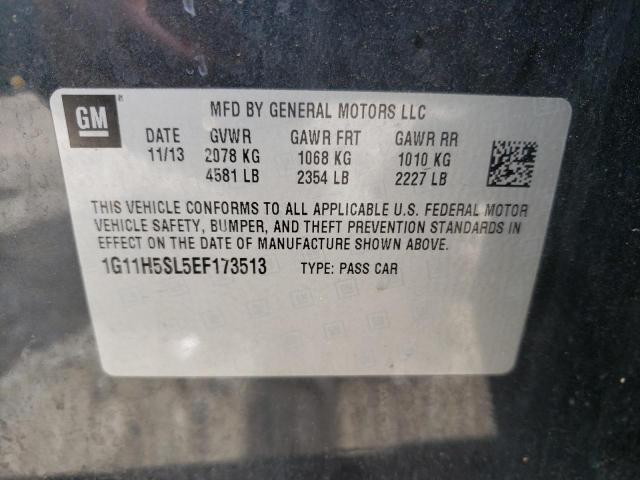 GM
MFD BY GENERAL MOTORS LLC
DATE GVWR GAWR FRT GAWR RR
11/13 2078 KG 1068 KG 1010 KG
4581 LB 2354 LB 2227 LB
THIS VEHICLE CONFORMS TO ALL APPLICABLE U.S. FEDERAL MOTOR
VEHICLE SAFETY, BUMPER, AND THEFT PREVENTION STANDARDS IN
EFFECT ON THE DATE OF MANUFACTURE SHOWN ABOVE.
1G11H5SL5EF173513 TYPE: PASS CAR